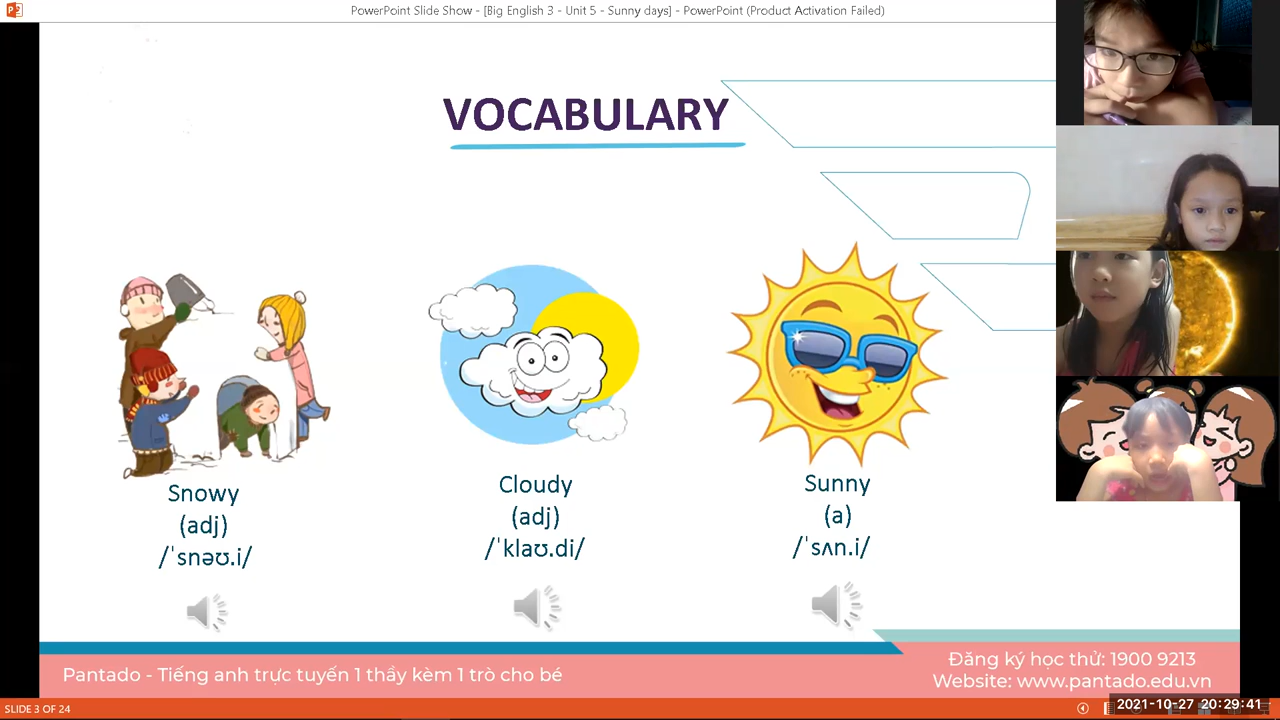 PowerPoint Slide Show - [Big English 3 - Unit 5 - Sunny days] - PowerPoint (Product Activation Failed)
VOCABULARY
Snowy
(adj)
/ˈsnəʊ.i/
Cloudy
(adj)
/ˈklaʊ.di/
Sunny
(a)
/ˈsʌn.i/
Pantado - Tiếng anh trực tuyến 1 thầy kèm 1 trò cho bé
Đăng ký học thử: 1900 9213
Website: www.pantado.edu.vn
SLIDE 3 OF 24
2021-10-27 20:29:41